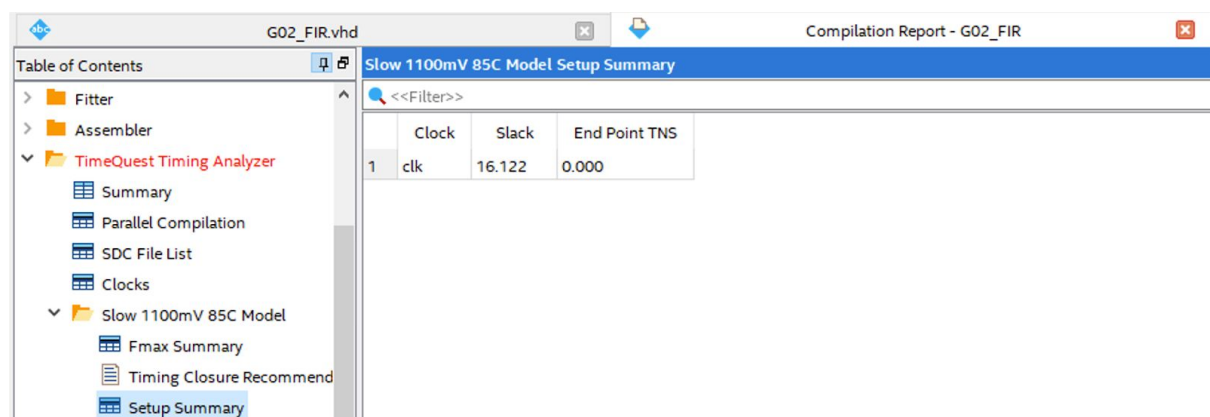 abc G02_FIR.vhd
Compilation Report - G02_FIR
Table of Contents
Fitter
Assembler
TimeQuest Timing Analyzer
Summary
Parallel Compilation
SDC File List
Clocks
Slow 1100mV 85C Model
Fmax Summary
Timing Closure Recommend
Setup Summary
Slow 1100mV 85C Model Setup Summary
<<Filter>>
Clock Slack End Point TNS
1 clk 16.122 0.000